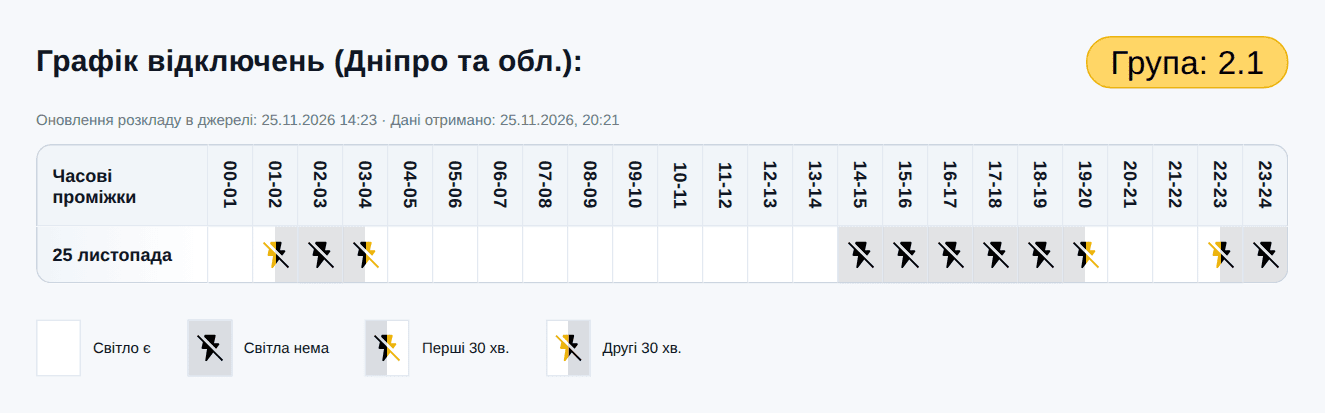 Графік відключень (Дніпро та обл.):
Група: 2.1
Оновлення розкладу в джерелі: 25.11.2026 14:23 · Дані отримано: 25.11.2026, 20:21
Часові
проміжки
00-01
01-02
02-03
03-04
04-05
05-06
06-07
07-08
08-09
09-10
10-11
11-12
12-13
13-14
14-15
15-16
16-17
17-18
18-19
19-20
20-21
21-22
22-23
23-24
25 листопада
Світло є
Світла нема
Перші 30 хв.
Другі 30 хв.